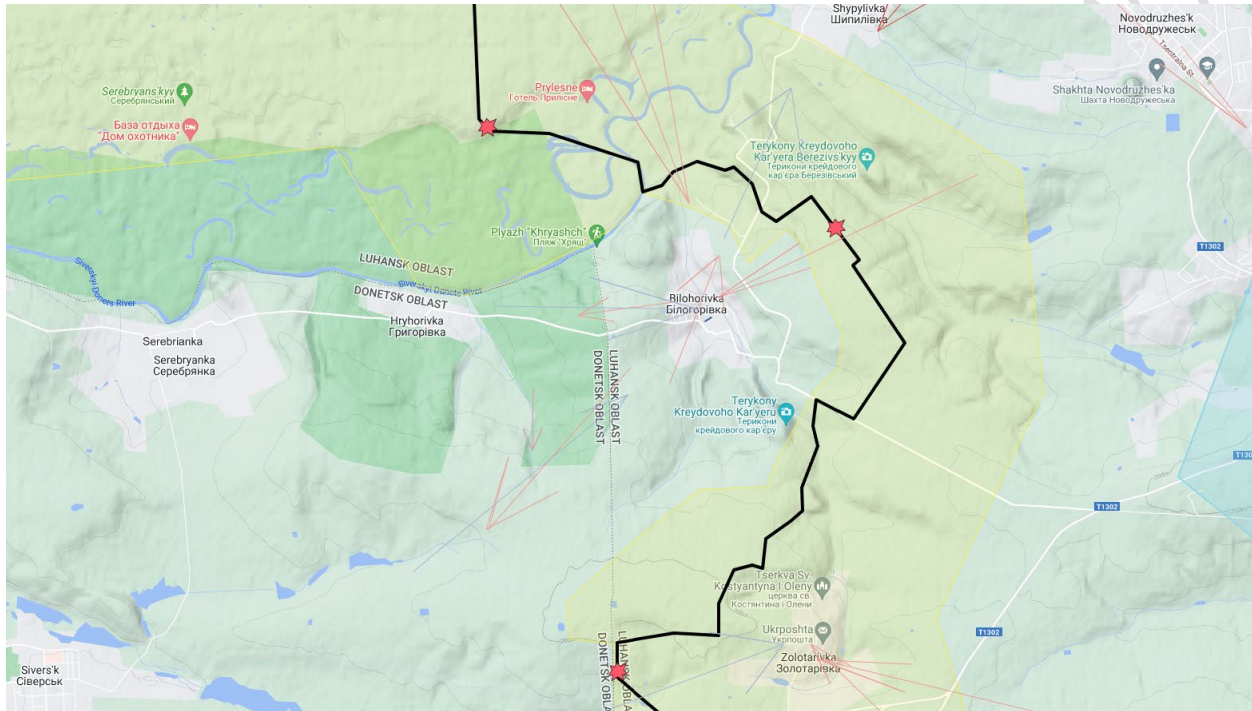 Shypylivka
Шипилівка
Novodruzhes'k
Новодружеськ
Tsentralna St.
Shakhta Novodruzhes'ka
Шахта Новодружеська
Serebryans'kyy
Серебрянський
Prylesne
Готель Прилісне
База отдыха
"Дом охотника"
Terykony Kreydovoho
Kar'yera Berezivs'kyy
Терикони крейдового
кар'єра Березівський
Plyazh "Khryashch"
Пляж "Хрящ"
T1302
LUHANSK OBLAST
Siverskyi Donets River
Siverskyi Donets River
DONETSK OBLAST
Bilohorivka
Білогорівка
Hryhorivka
Григорівка
Serebrianka
Serebryanka
Серебрянка
LUHANSK OBLAST
DONETSK OBLAST
Terykony
Kreydovoho Kar'yeru
Терикони
крейдового кар'єру
T130
T1302
Tserkva Sv.
Kostyantyna I Oleny
церква св.
Костянтина і Олени
Ukrposhta
Укрпошта
T1302
Zolotarivka
Золотарівка
LUHANSK OBLA
DONETSK OBLA
Sivers'k
Сіверськ